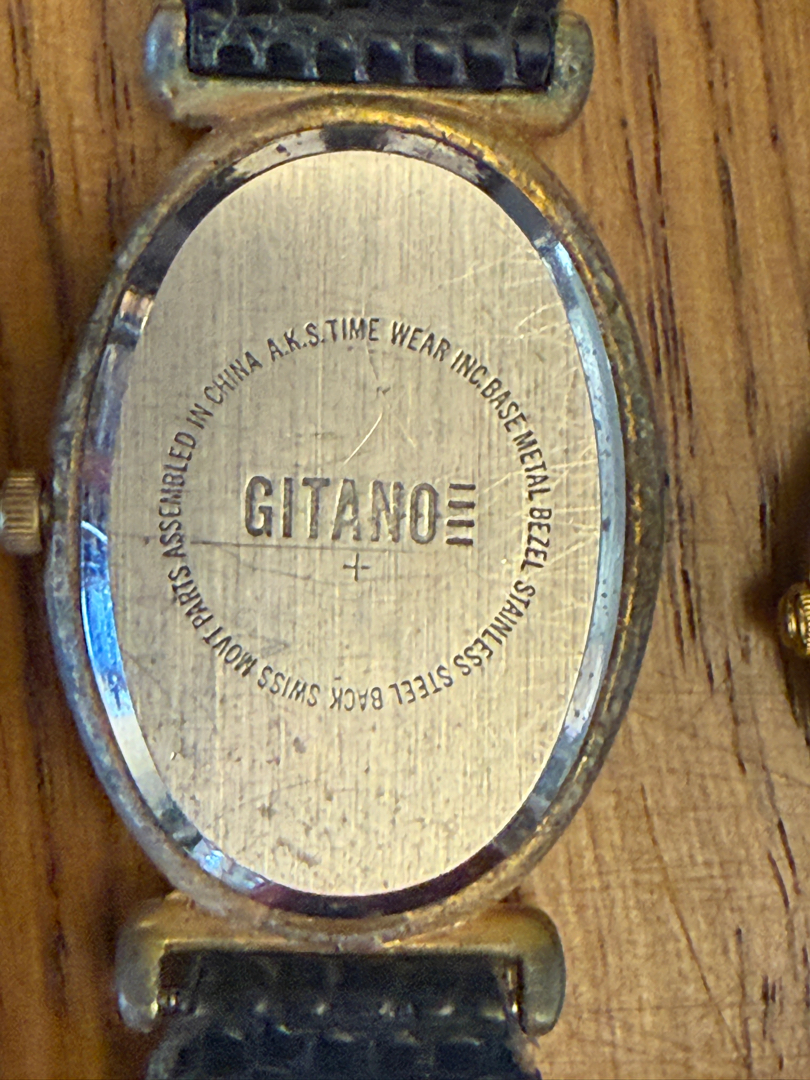 A.K.S. TIME WEAR INC. BASE METAL BEZEL STAINLESS STEEL BACK SWISS MOVT PARTS ASSEMBLED IN CHINA
GITANO